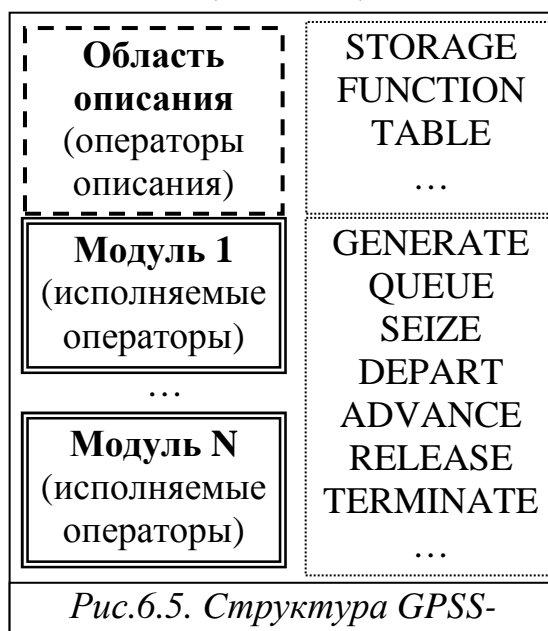 Область
описания
(операторы
описания)
STORAGE
FUNCTION
TABLE
…
Модуль 1
(исполняемые
операторы)
…
Модуль N
(исполняемые
операторы)
GENERATE
QUEUE
SEIZE
DEPART
ADVANCE
RELEASE
TERMINATE
…
Рис.6.5. Структура GPSS-